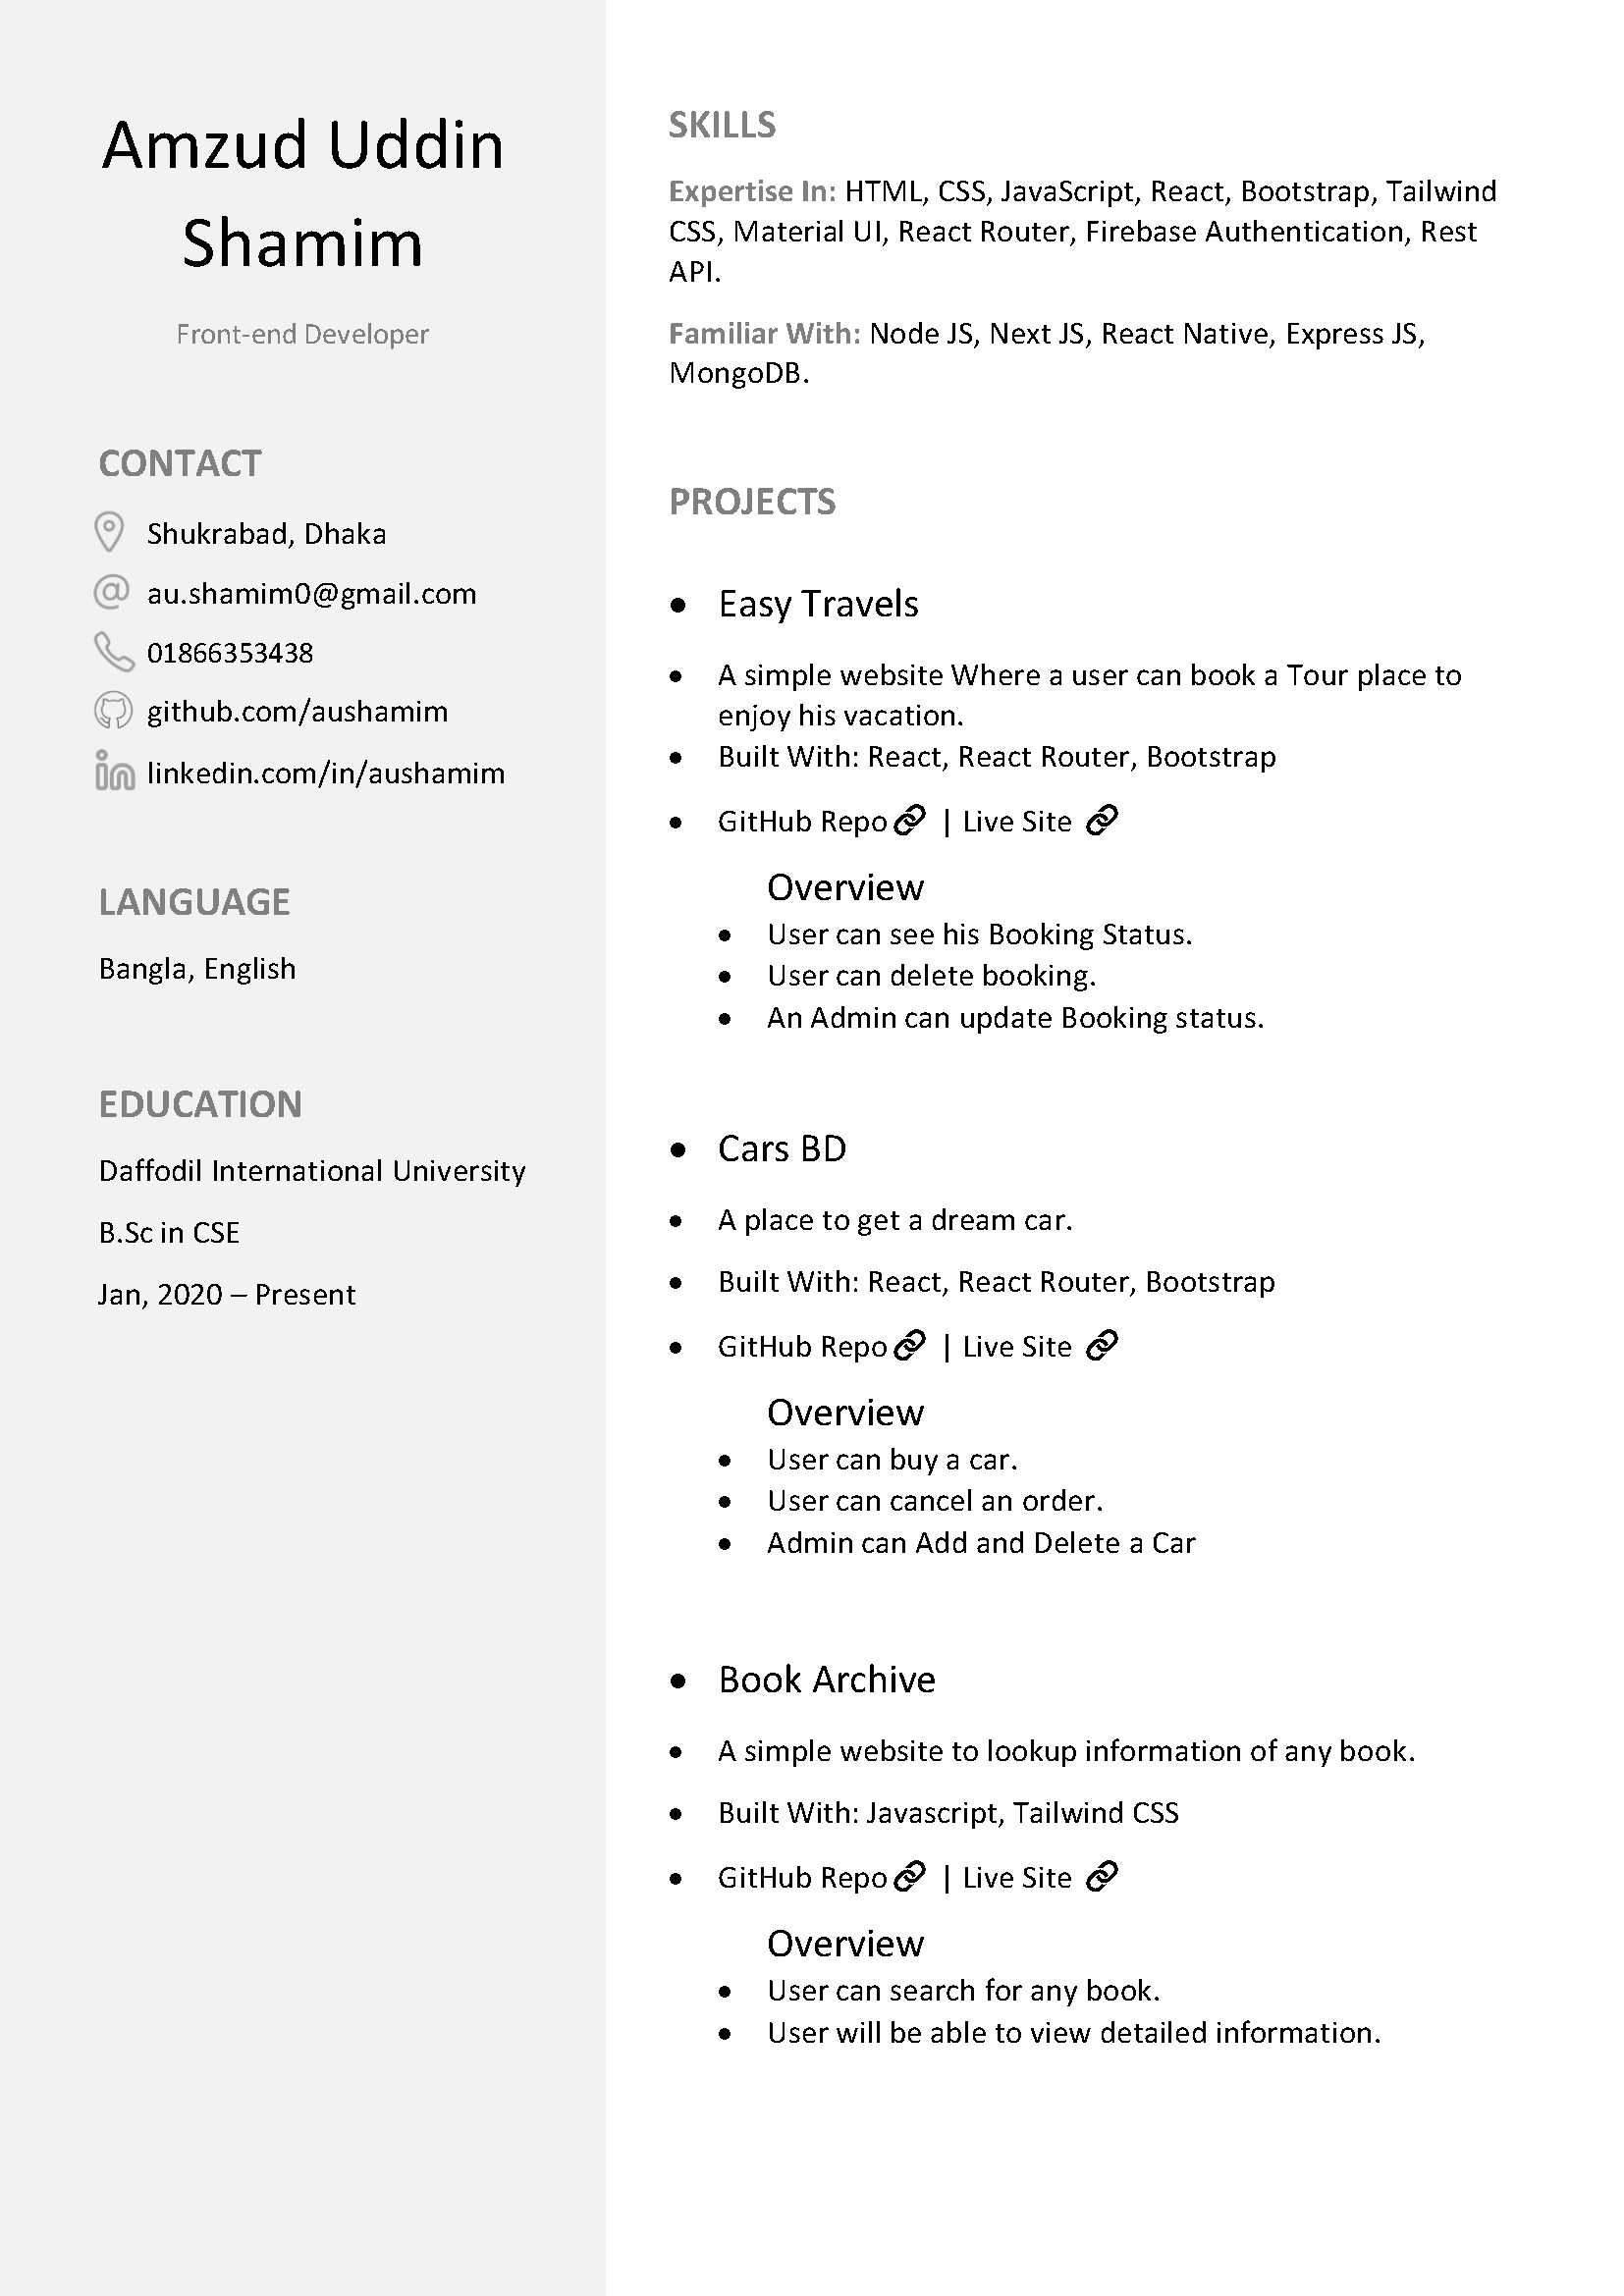 Amzud Uddin
Shamim
Front-end Developer
CONTACT
Shukrabad, Dhaka
au.shamim0@gmail.com
01866353438
github.com/aushamim
linkedin.com/in/aushamim
LANGUAGE
Bangla, English
EDUCATION
Daffodil International University
B.Sc in CSE
Jan, 2020 – Present
SKILLS
Expertise In: HTML, CSS, JavaScript, React, Bootstrap, Tailwind
CSS, Material UI, React Router, Firebase Authentication, Rest
API.
Familiar With: Node JS, Next JS, React Native, Express JS,
MongoDB.
PROJECTS
• Easy Travels
• A simple website Where a user can book a Tour place to
enjoy his vacation.
• Built With: React, React Router, Bootstrap
• GitHub Repo | Live Site
Overview
• User can see his Booking Status.
• User can delete booking.
• An Admin can update Booking status.
• Cars BD
• A place to get a dream car.
• Built With: React, React Router, Bootstrap
• GitHub Repo | Live Site
Overview
• User can buy a car.
• User can cancel an order.
• Admin can Add and Delete a Car
• Book Archive
• A simple website to lookup information of any book.
• Built With: Javascript, Tailwind CSS
• GitHub Repo | Live Site
Overview
• User can search for any book.
• User will be able to view detailed information.